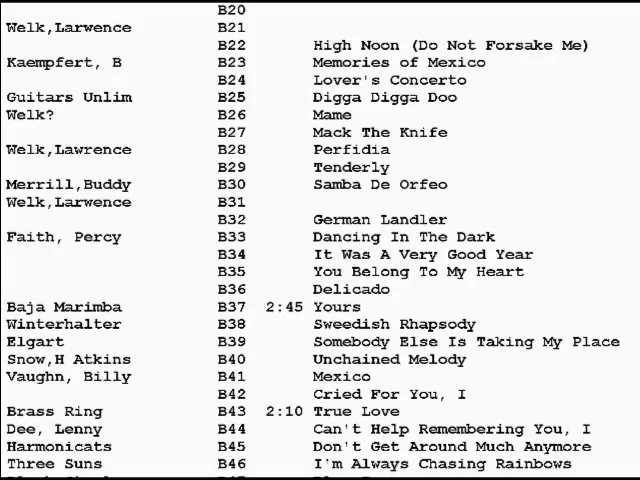 B20
Welk,Larwence B21
B22 High Noon (Do Not Forsake Me)
Kaempfert, B B23 Memories of Mexico
B24 Lover's Concerto
Guitars Unlim B25 Digga Digga Doo
Welk? B26 Mame
B27 Mack The Knife
Welk,Lawrence B28 Perfidia
B29 Tenderly
Merrill,Buddy B30 Samba De Orfeo
Welk,Larwence B31
B32 German Landler
Faith, Percy B33 Dancing In The Dark
B34 It Was A Very Good Year
B35 You Belong To My Heart
B36 Delicado
Baja Marimba B37 2:45 Yours
Winterhalter B38 Sweedish Rhapsody
Elgart B39 Somebody Else Is Taking My Place
Snow,H Atkins B40 Unchained Melody
Vaughn, Billy B41 Mexico
B42 Cried For You, I
Brass Ring B43 2:10 True Love
Dee, Lenny B44 Can't Help Remembering You, I
Harmonicats B45 Don't Get Around Much Anymore
Three Suns B46 I'm Always Chasing Rainbows